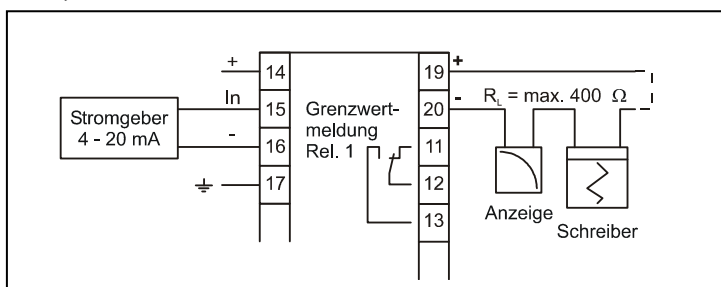 + 14
In 15
- 16
17
Stromgeber
4 - 20 mA
Grenzwert-
meldung
Rel. 1
19 +
20 - R_L = max. 400 Ω
11
12
13
Anzeige
Schreiber